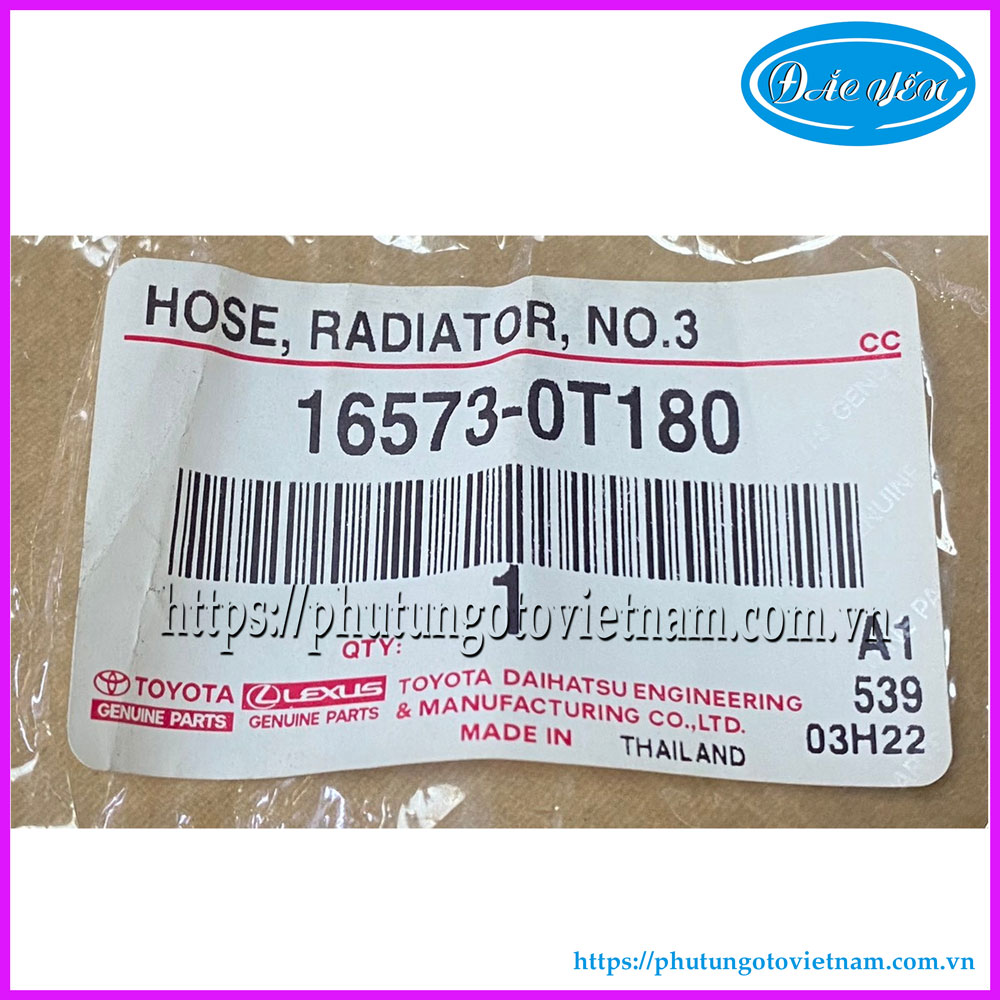 ĐẮC YẾN
HOSE, RADIATOR, NO.3
CC
16573-0T180
https://phutungotovietnam.com.vn
QTY: 1
A1
TOYOTA
GENUINE PARTS
LEXUS
GENUINE PARTS
TOYOTA DAIHATSU ENGINEERING
& MANUFACTURING CO.,LTD.
MADE IN THAILAND
539
03H22
https://phutungotovietnam.com.vn